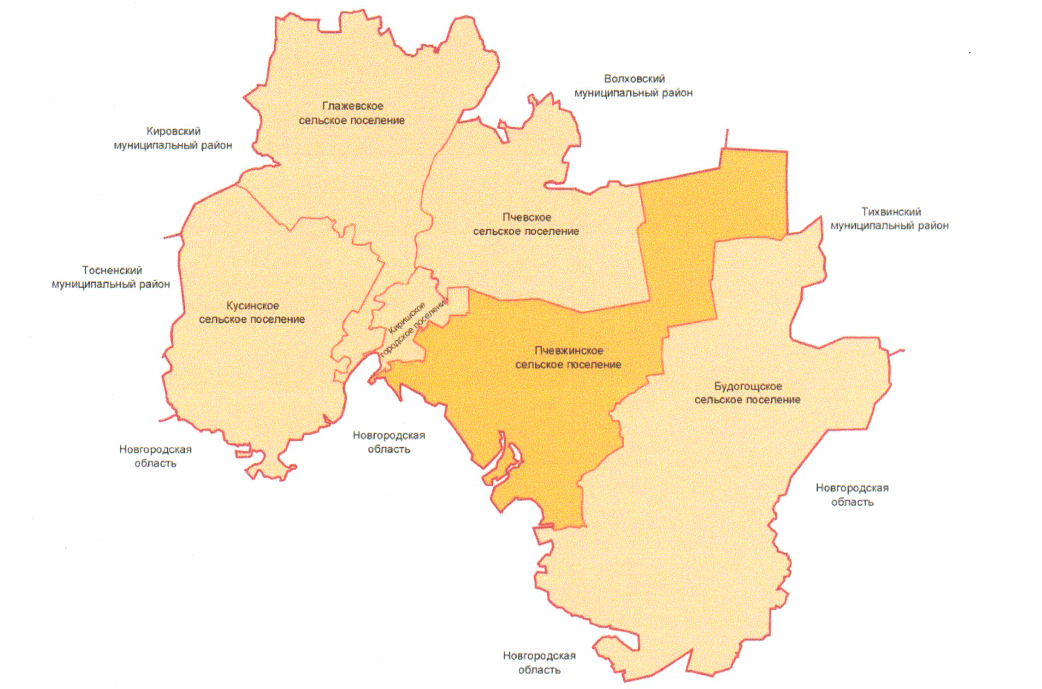 Волховский
муниципальный район
Глажевское
сельское поселение
Кировский
муниципальный район
Пчевское
сельское поселение
Тихвинский
муниципальный район
Тосненский
муниципальный район
Кусинское
сельское поселение
Киришское
городское поселение
Пчевжинское
сельское поселение
Будогощское
сельское поселение
Новгородская
область
Новгородская
область
Новгородская
область
Новгородская
область